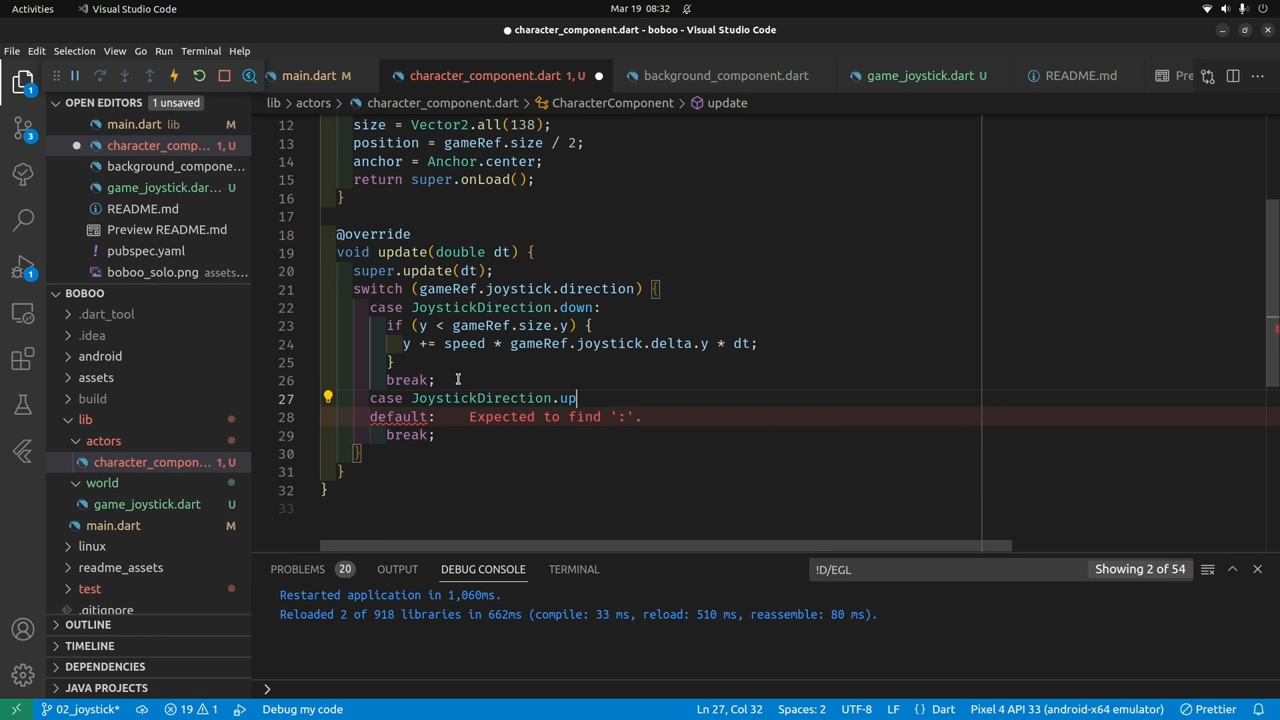 Activities
Visual Studio Code
Mar 19 08:32
character_component.dart - boboo - Visual Studio Code
File Edit Selection View Go Run Terminal Help
main.dart M
character_component.dart 1, U
background_component.dart
game_joystick.dart U
README.md
Pre
OPEN EDITORS 1 unsaved
main.dart lib M
character_comp... 1, U
background_compone...
game_joystick.dar... U
README.md
Preview README.md
pubspec.yaml
boboo_solo.png assets...
BOBOO
.dart_tool
.idea
android
assets
build
lib
actors
character_compon... 1, U
world
game_joystick.dart U
main.dart M
linux
readme_assets
test
.gitignore
OUTLINE
TIMELINE
DEPENDENCIES
JAVA PROJECTS
1
3
1
lib > actors > character_component.dart > CharacterComponent > update
12 size = Vector2.all(138);
13 position = gameRef.size / 2;
14 anchor = Anchor.center;
15 return super.onLoad();
16 }
17
18 @override
19 void update(double dt) {
20 super.update(dt);
21 switch (gameRef.joystick.direction) {
22 case JoystickDirection.down:
23 if (y < gameRef.size.y) {
24 y += speed * gameRef.joystick.delta.y * dt;
25 }
26 break;
27 case JoystickDirection.up
28 default: Expected to find ':'.
29 break;
30 }
31 }
32 }
33
PROBLEMS 20 OUTPUT DEBUG CONSOLE TERMINAL
!D/EGL
Showing 2 of 54
Restarted application in 1,060ms.
Reloaded 2 of 918 libraries in 662ms (compile: 33 ms, reload: 510 ms, reassemble: 80 ms).
>
02_joystick* 19 1 Debug my code Ln 27, Col 32 Spaces: 2 UTF-8 LF {} Dart Pixel 4 API 33 (android-x64 emulator) Prettier